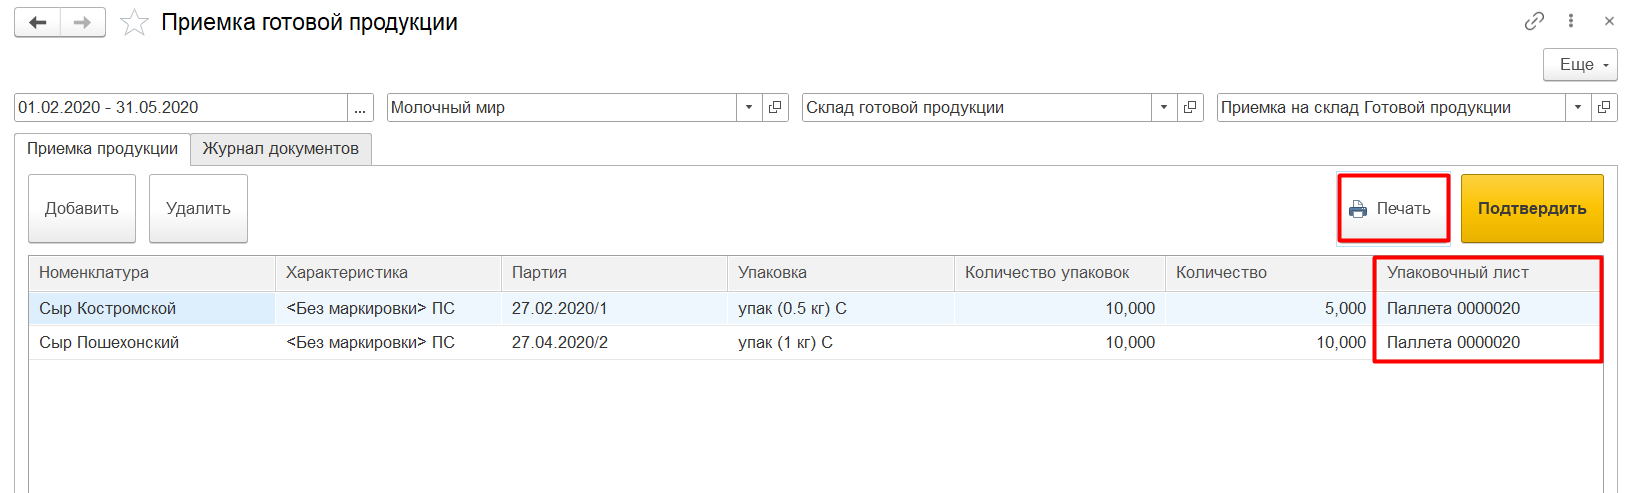 Приемка готовой продукции
Еще
01.02.2020 - 31.05.2020 ... Молочный мир Склад готовой продукции Приемка на склад Готовой продукции
Приемка продукции Журнал документов
Добавить Удалить Печать Подтвердить
Номенклатура Характеристика Партия Упаковка Количество упаковок Количество Упаковочный лист
Сыр Костромской <Без маркировки> ПС 27.02.2020/1 упак (0.5 кг) С 10,000 5,000 Паллета 0000020
Сыр Пошехонский <Без маркировки> ПС 27.04.2020/2 упак (1 кг) С 10,000 10,000 Паллета 0000020